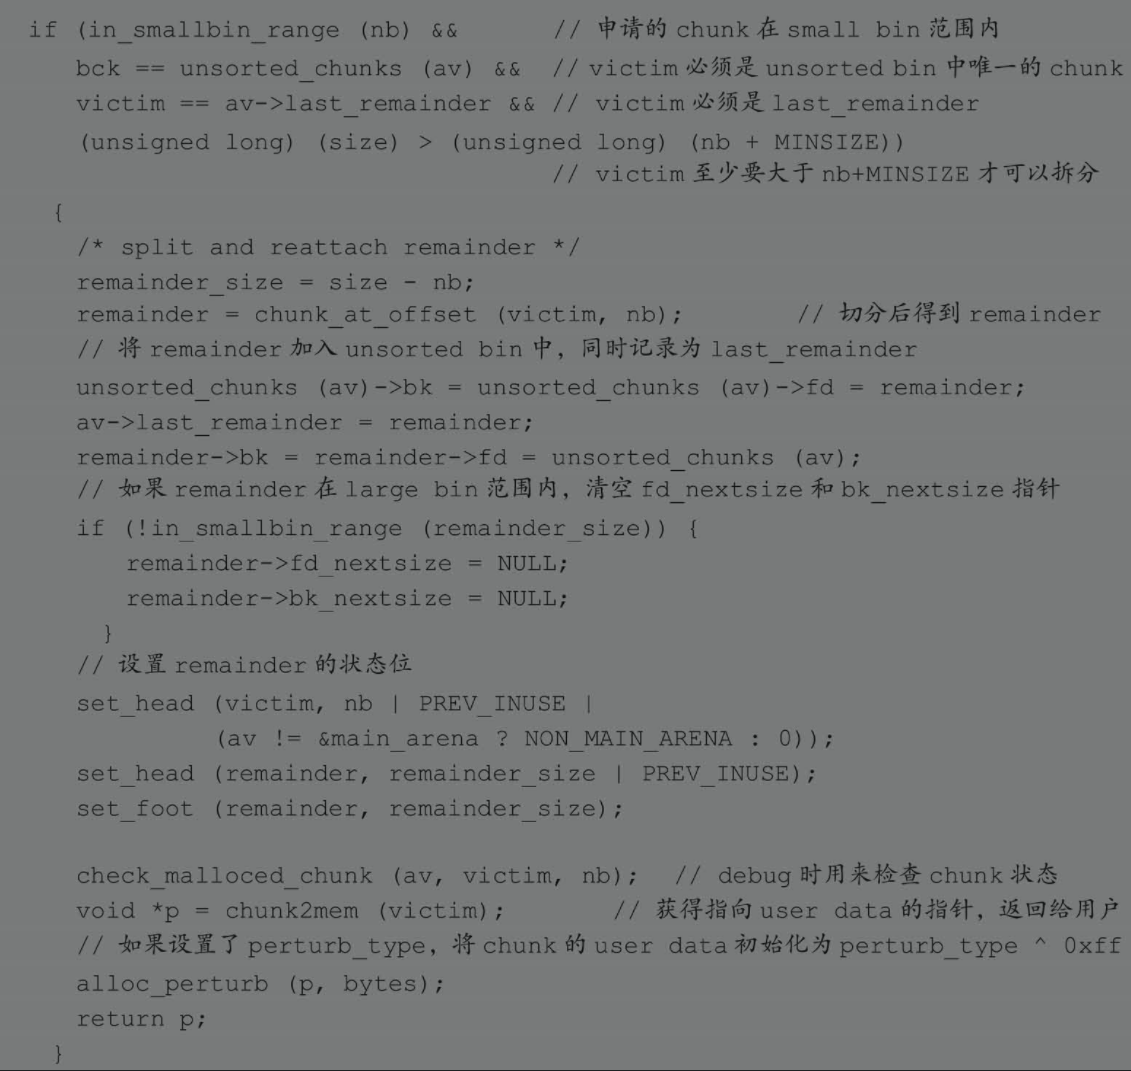 if (in_smallbin_range (nb) && // 申请的 chunk 在 small bin 范围内
bck == unsorted_chunks (av) && // victim 必须是 unsorted bin 中唯一的 chunk
victim == av->last_remainder && // victim 必须是 last_remainder
(unsigned long) (size) > (unsigned long) (nb + MINSIZE))
// victim 至少要大于 nb+MINSIZE 才可以拆分
{
/* split and reattach remainder */
remainder_size = size - nb;
remainder = chunk_at_offset (victim, nb); // 切分后得到 remainder
// 将 remainder 加入 unsorted bin 中，同时记录为 last_remainder
unsorted_chunks (av)->bk = unsorted_chunks (av)->fd = remainder;
av->last_remainder = remainder;
remainder->bk = remainder->fd = unsorted_chunks (av);
// 如果 remainder 在 large bin 范围内，清空 fd_nextsize 和 bk_nextsize 指针
if (!in_smallbin_range (remainder_size)) {
remainder->fd_nextsize = NULL;
remainder->bk_nextsize = NULL;
}
// 设置 remainder 的状态位
set_head (victim, nb | PREV_INUSE |
(av != &main_arena ? NON_MAIN_ARENA : 0));
set_head (remainder, remainder_size | PREV_INUSE);
set_foot (remainder, remainder_size);
check_malloced_chunk (av, victim, nb); // debug 时用来检查 chunk 状态
void *p = chunk2mem (victim); // 获得指向 user data 的指针，返回给用户
// 如果设置了 perturb_type，将 chunk 的 user data 初始化为 perturb_type ^ 0xff
alloc_perturb (p, bytes);
return p;
}